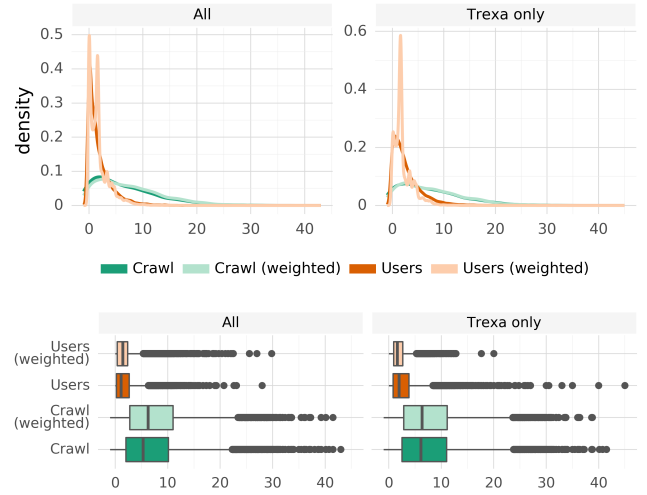 All Trexa only
density
0.5
0.4
0.3
0.2
0.1
0
0.6
0.4
0.2
0
0 10 20 30 40 0 10 20 30 40
Crawl Crawl (weighted) Users Users (weighted)
All Trexa only
Users
(weighted)
Users
Crawl
(weighted)
Crawl
0 10 20 30 40 0 10 20 30 40